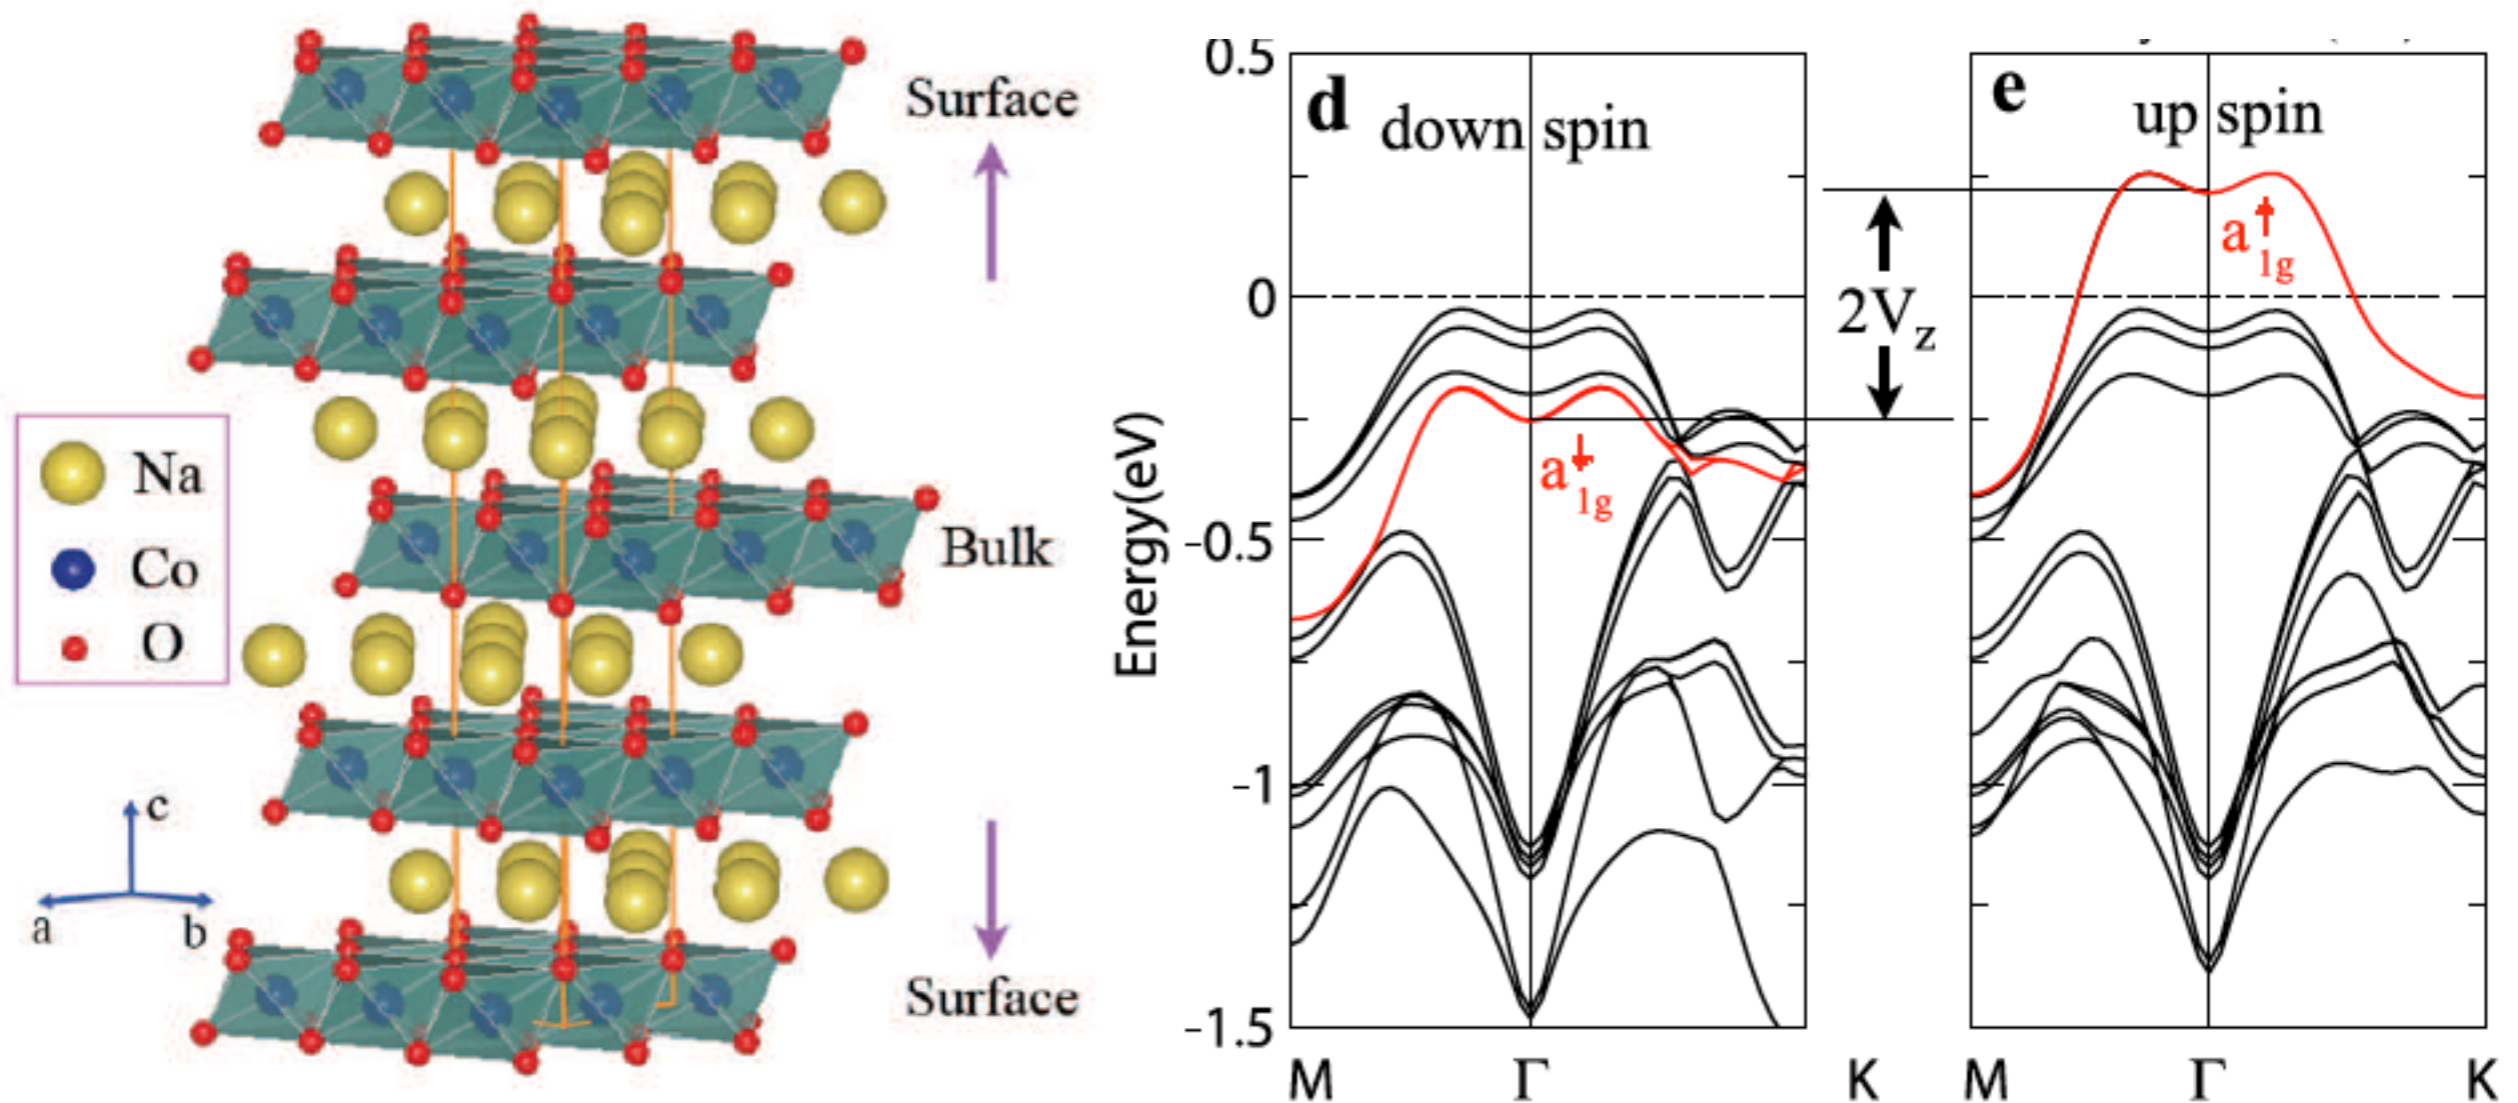 Surface
Bulk
Surface
Na
Co
O
c
a
b
d
down spin
e
up spin
0.5
0
-0.5
-1
-1.5
Energy(eV)
2V_z
a↓1g
a↑1g
M
Γ
K
M
Γ
K